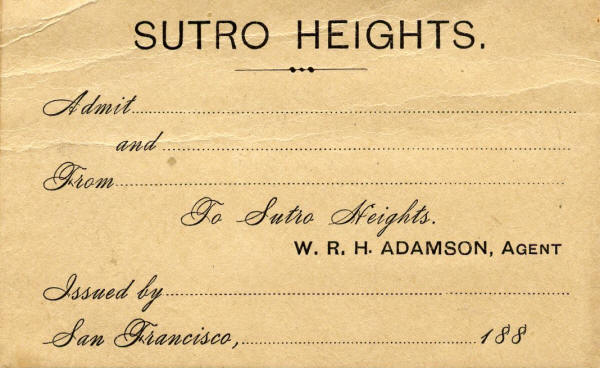 SUTRO HEIGHTS.
Admit
and
From
To Sutro Heights.
W. R. H. ADAMSON, AGENT
Issued by
San Francisco, 188